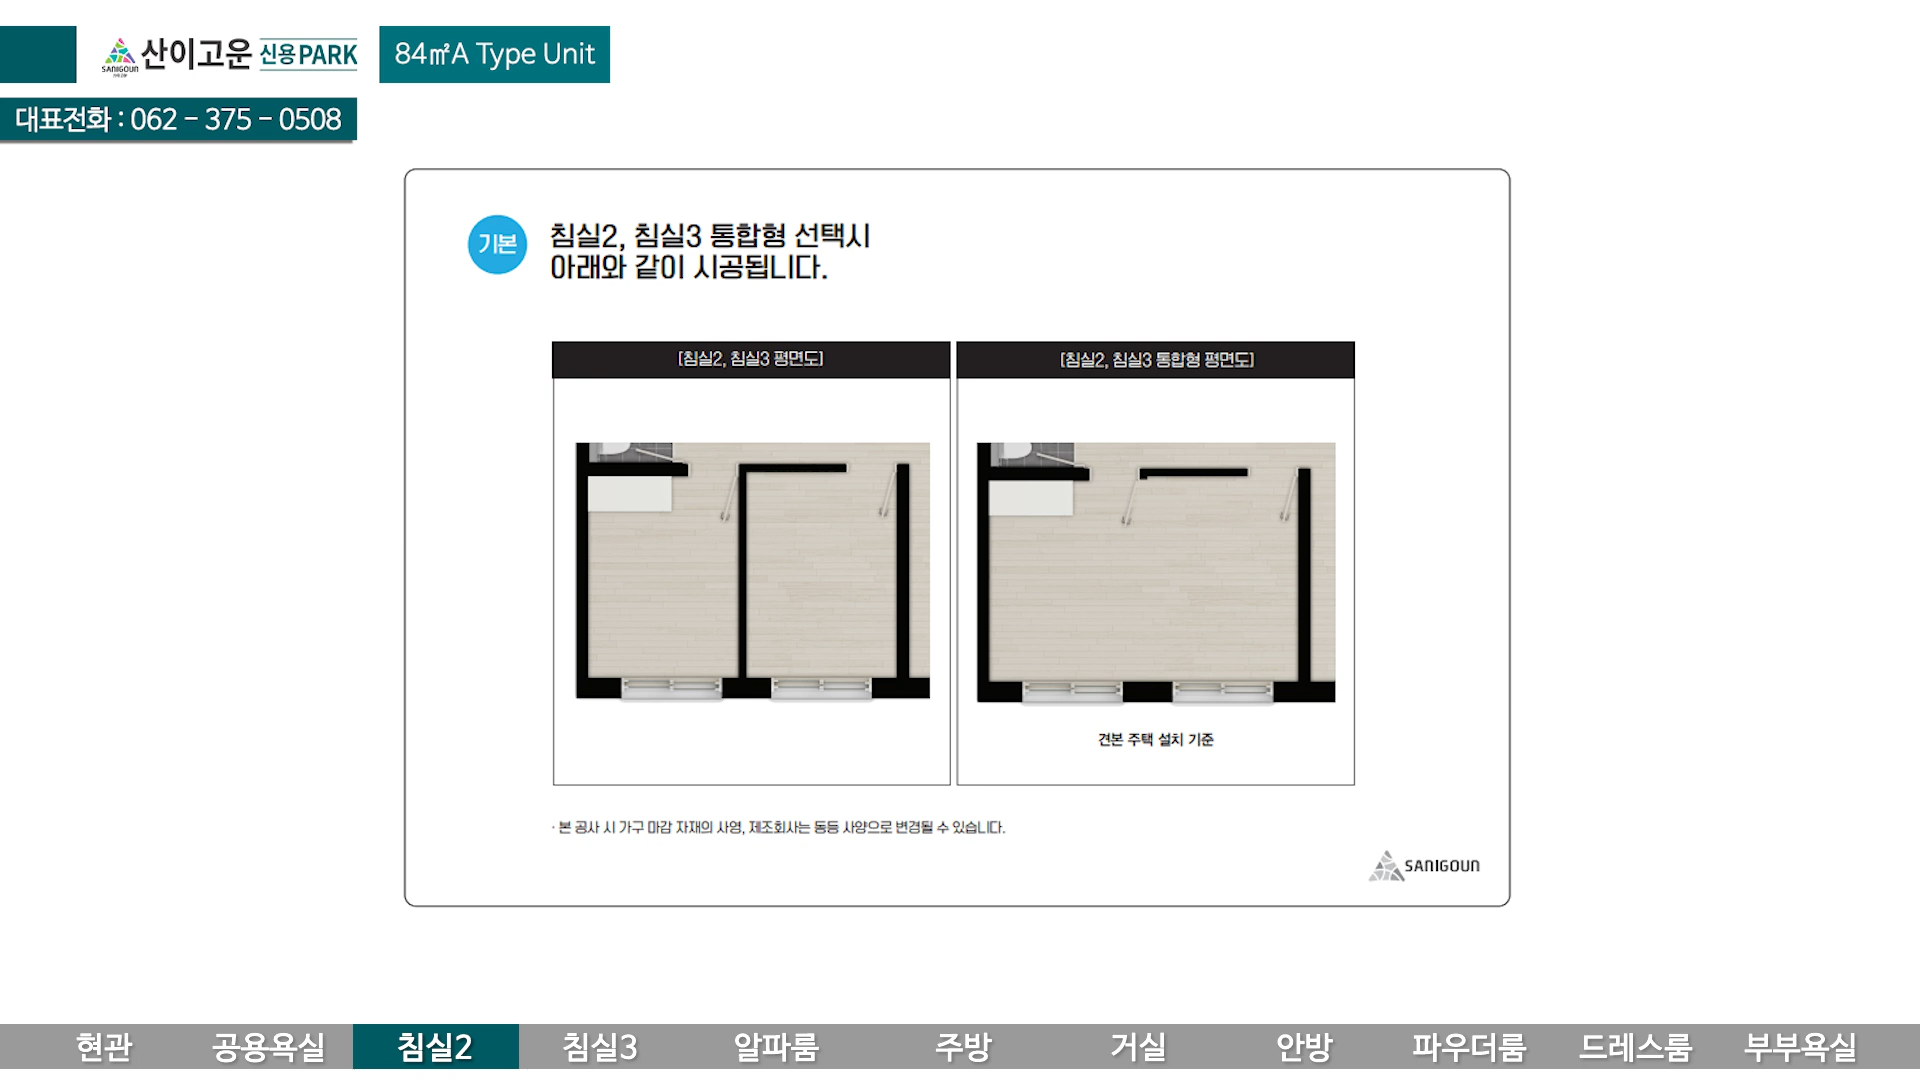 SANIGOUN
산이고운 신용PARK
84㎡A Type Unit
대표전화 : 062 - 375 - 0508
기본
침실2, 침실3 통합형 선택시
아래와 같이 시공됩니다.
[침실2, 침실3 평면도]
[침실2, 침실3 통합형 평면도]
견본 주택 설치 기준
· 본 공사 시 가구 마감 자재의 사영, 제조회사는 동등 사양으로 변경될 수 있습니다.
SANIGOUN
현관 공용욕실 침실2 침실3 알파룸 주방 거실 안방 파우더룸 드레스룸 부부욕실